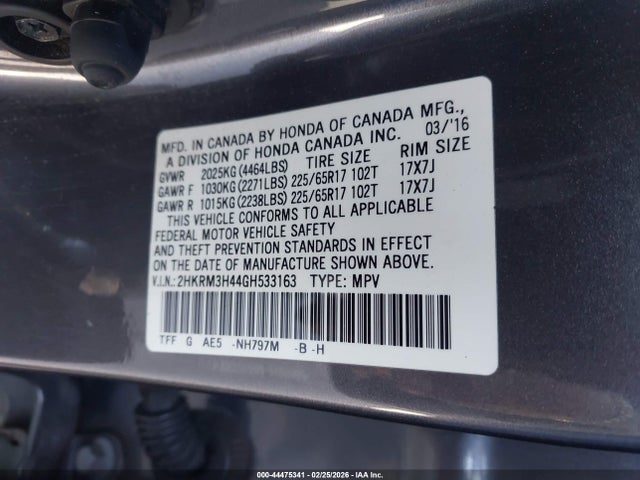 MFD. IN CANADA BY HONDA OF CANADA MFG.,
A DIVISION OF HONDA CANADA INC. 03/'16
GVWR 2025KG (4464LBS) TIRE SIZE RIM SIZE
GAWR F 1030KG (2271LBS) 225/65R17 102T 17X7J
GAWR R 1015KG (2238LBS) 225/65R17 102T 17X7J
THIS VEHICLE CONFORMS TO ALL APPLICABLE
FEDERAL MOTOR VEHICLE SAFETY
AND THEFT PREVENTION STANDARDS IN EFFECT
ON THE DATE OF MANUFACTURE SHOWN ABOVE.
V.I.N.: 2HKRM3H44GH533163 TYPE: MPV
TFF G AE5 -NH797M -B -H
000-44475341 | 02/25/2026 - IAA Inc.